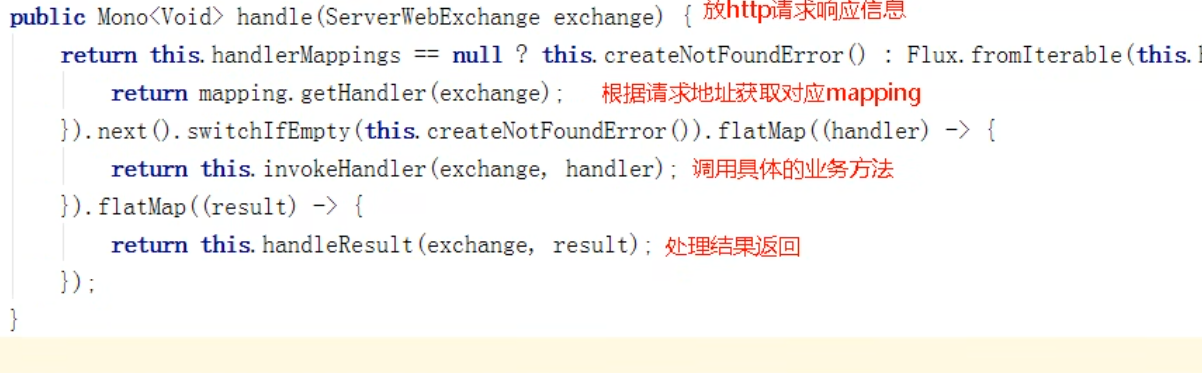 public Mono<Void> handle(ServerWebExchange exchange) { 放http请求响应信息
return this.handlerMappings == null ? this.createNotFoundError() : Flux.fromIterable(this.
return mapping.getHandler(exchange); 根据请求地址获取对应mapping
}).next().switchIfEmpty(this.createNotFoundError()).flatMap((handler) -> {
return this.invokeHandler(exchange, handler); 调用具体的业务方法
}).flatMap((result) -> {
return this.handleResult(exchange, result); 处理结果返回
});
}